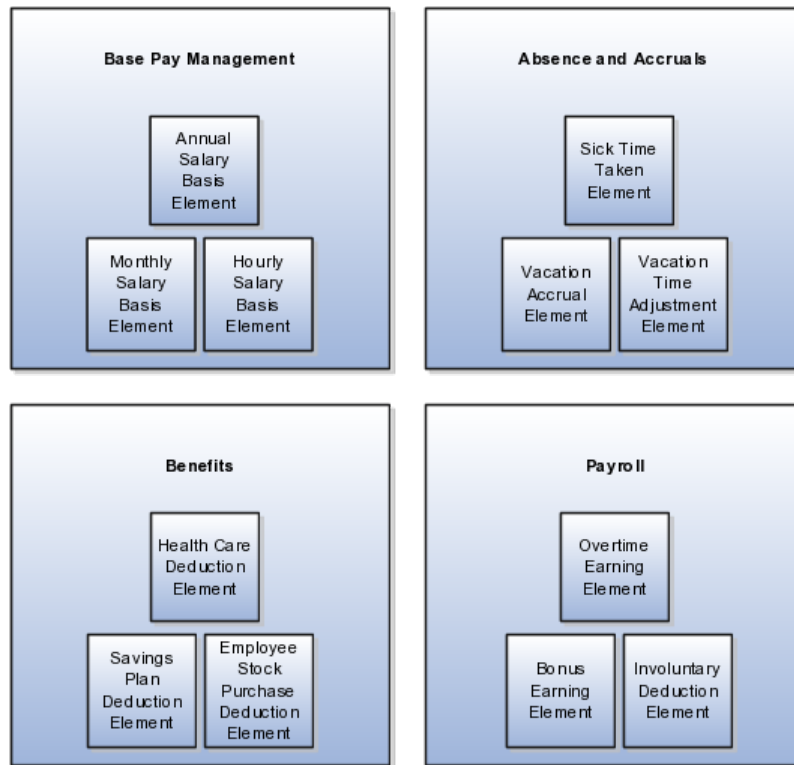 Base Pay Management
Annual
Salary
Basis
Element
Monthly
Salary
Basis
Element
Hourly
Salary
Basis
Element
Absence and Accruals
Sick Time
Taken
Element
Vacation
Accrual
Element
Vacation
Time
Adjustment
Element
Benefits
Health Care
Deduction
Element
Savings
Plan
Deduction
Element
Employee
Stock
Purchase
Deduction
Element
Payroll
Overtime
Earning
Element
Bonus
Earning
Element
Involuntary
Deduction
Element